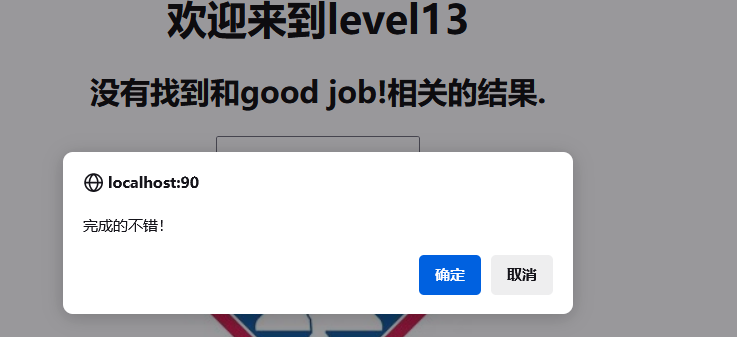 欢迎来到level13
没有找到和good job!相关的结果.
localhost:90
完成的不错！
确定
取消